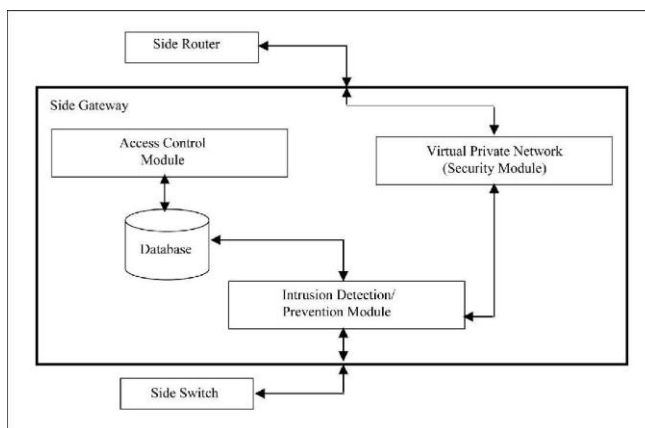 Side Router
Side Gateway
Access Control
Module
Virtual Private Network
(Security Module)
Database
Intrusion Detection/
Prevention Module
Side Switch